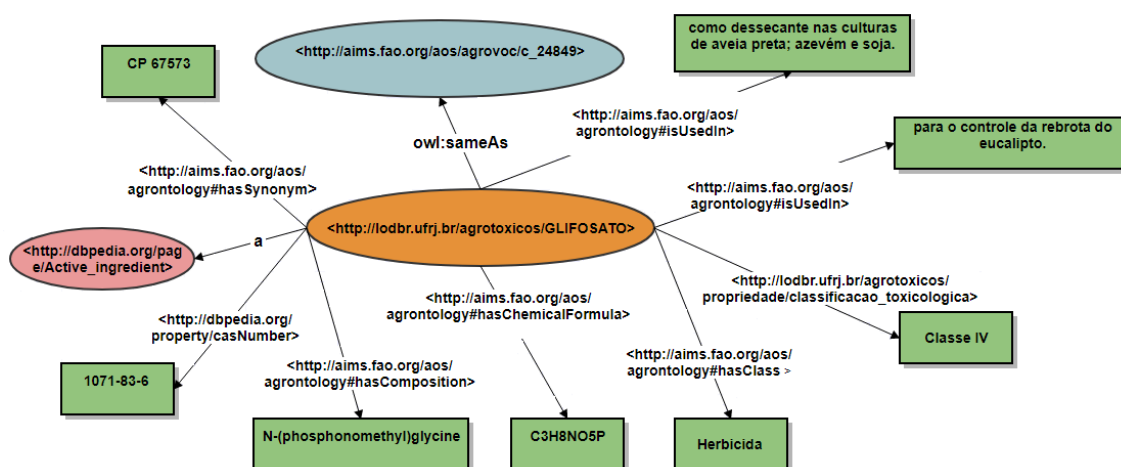 como dessecante nas culturas
de aveia preta; azevém e soja.
CP 67573
<http://aims.fao.org/aos/agrovoc/c_24849>
<http://aims.fao.org/aos/
agrontology#isUsedIn>
para o controle da rebrota do
eucalipto.
owl:sameAs
<http://aims.fao.org/aos/
agrontology#hasSynonym>
<http://aims.fao.org/aos/
agrontology#isUsedIn>
<http://lodbr.ufrj.br/agrotoxicos/GLIFOSATO>
a
<http://dbpedia.org/pag
e/Active_ingredient>
<http://lodbr.ufrj.br/agrotoxicos/
propriedade/classificacao_toxicologica>
<http://aims.fao.org/aos/
agrontology#hasChemicalFormula>
<http://dbpedia.org/
property/casNumber>
Classe IV
<http://aims.fao.org/aos/
agrontology#hasComposition>
<http://aims.fao.org/aos/
agrontology#hasClass >
1071-83-6
N-(phosphonomethyl)glycine
C3H8NO5P
Herbicida